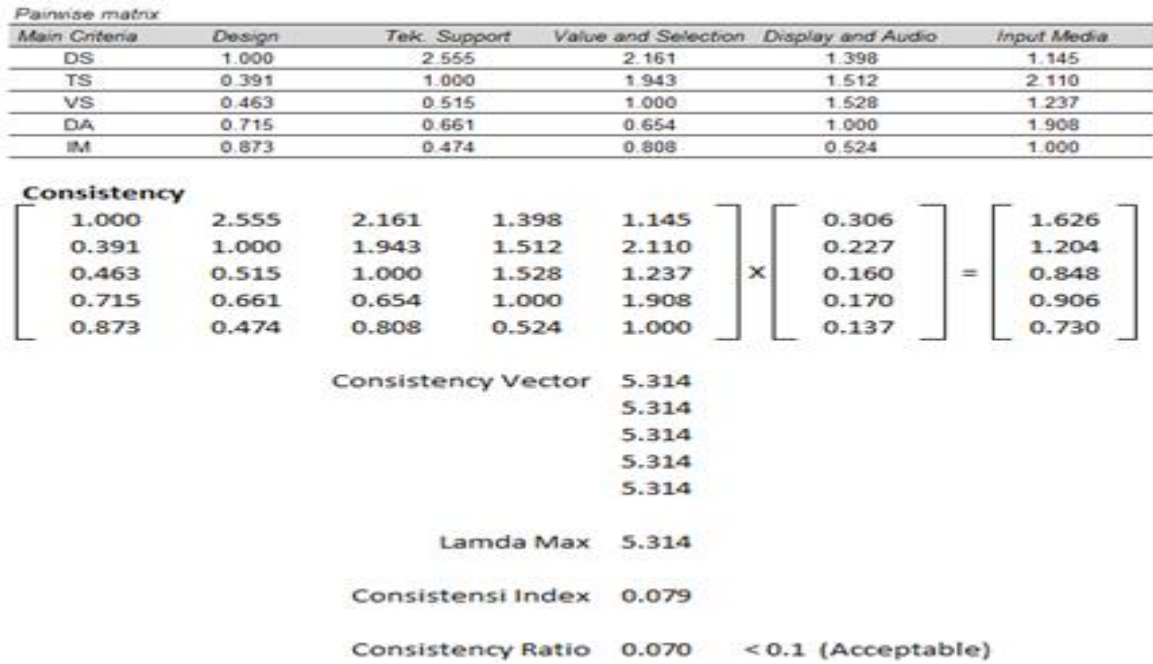 Pairwise matrix
Main Criteria Design Tek. Support Value and Selection Display and Audio Input Media
DS 1.000 2.555 2.161 1.398 1.145
TS 0.391 1.000 1.943 1.512 2.110
VS 0.463 0.515 1.000 1.528 1.237
DA 0.715 0.661 0.654 1.000 1.908
IM 0.873 0.474 0.808 0.524 1.000
Consistency
1.000 2.555 2.161 1.398 1.145 0.306 1.626
0.391 1.000 1.943 1.512 2.110 0.227 1.204
0.463 0.515 1.000 1.528 1.237 x 0.160 = 0.848
0.715 0.661 0.654 1.000 1.908 0.170 0.906
0.873 0.474 0.808 0.524 1.000 0.137 0.730
Consistency Vector 5.314
5.314
5.314
5.314
5.314
Lamda Max 5.314
Consistensi Index 0.079
Consistency Ratio 0.070 <0.1 (Acceptable)